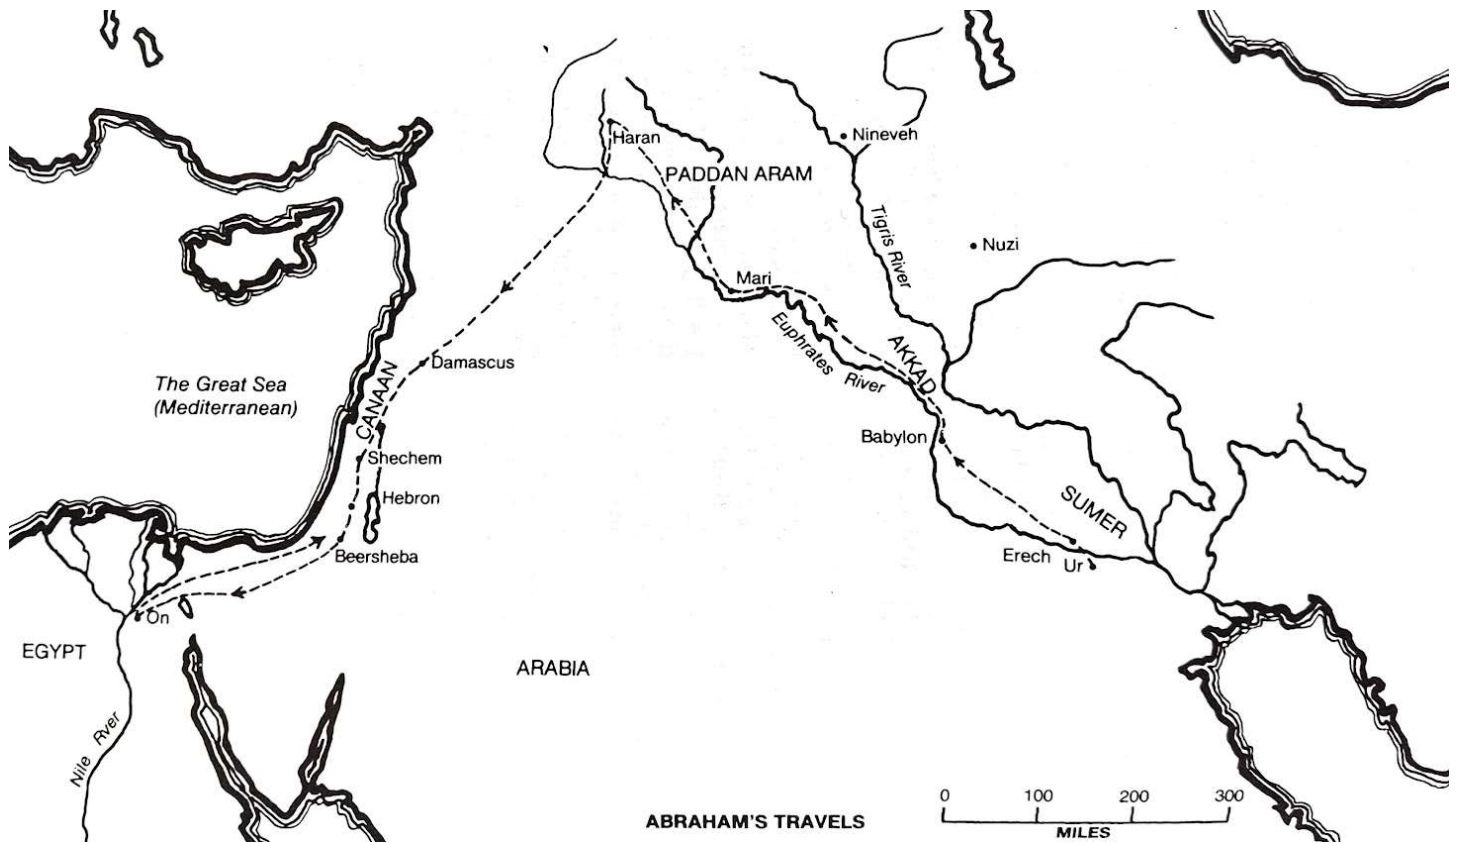 Nineveh
Haran
PADDAN ARAM
Tigris River
Nuzi
Mari
Euphrates River
AKKAD
Damascus
The Great Sea
(Mediterranean)
CANAAN
Babylon
Shechem
Hebron
SUMER
Beersheba
Erech
Ur
On
EGYPT
ARABIA
Nile Rver
0 100 200 300
MILES
ABRAHAM'S TRAVELS